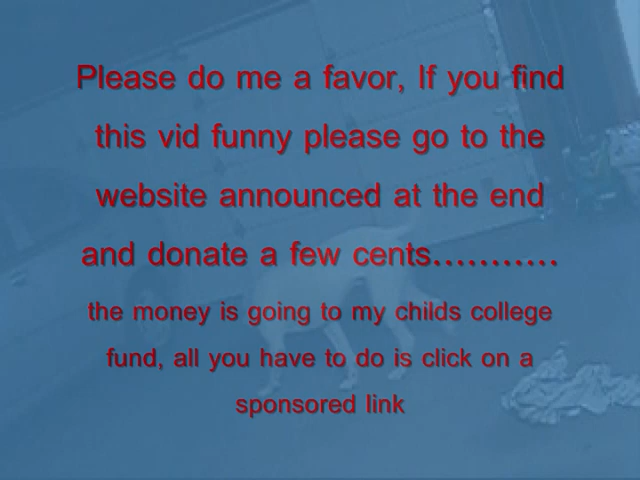 Please do me a favor, If you find
this vid funny please go to the
website announced at the end
and donate a few cents...........
the money is going to my childs college
fund, all you have to do is click on a
sponsored link